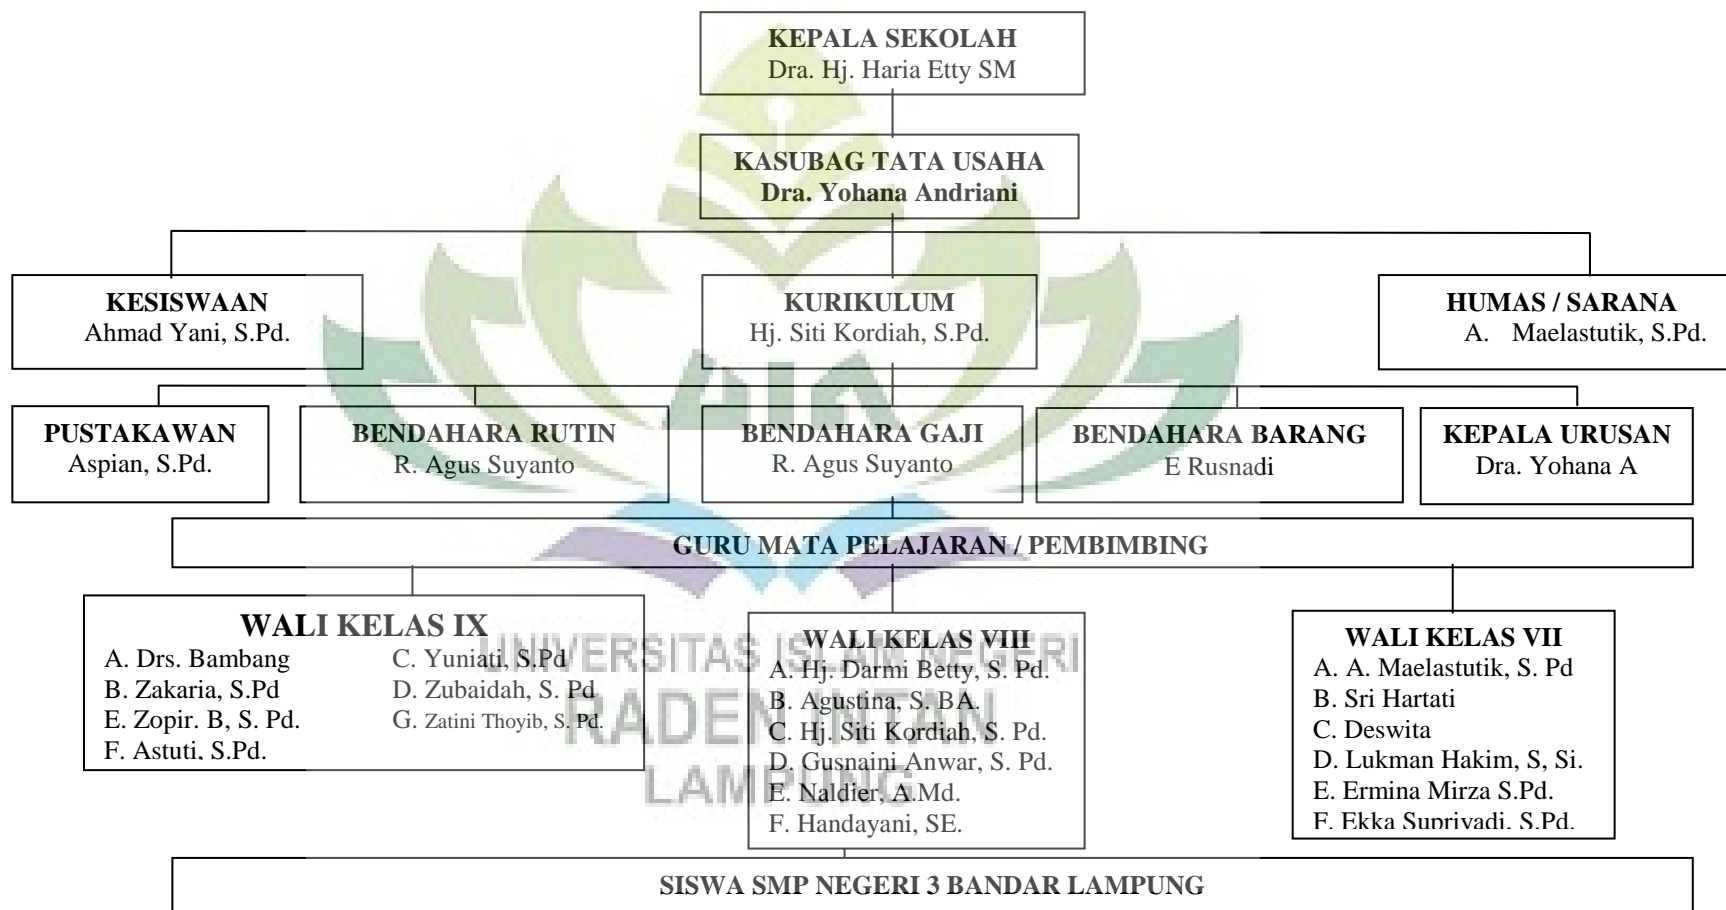 KEPALA SEKOLAH
Dra. Hj. Haria Etty SM
KASUBAG TATA USAHA
Dra. Yohana Andriani
KESISWAAN
Ahmad Yani, S.Pd.
KURIKULUM
Hj. Siti Kordiah, S.Pd.
HUMAS / SARANA
A. Maelastutik, S.Pd.
PUSTAKAWAN
Aspian, S.Pd.
BENDAHARA RUTIN
R. Agus Suyanto
BENDAHARA GAJI
R. Agus Suyanto
BENDAHARA BARANG
E Rusnadi
KEPALA URUSAN
Dra. Yohana A
GURU MATA PELAJARAN / PEMBIMBING
WALI KELAS IX
A. Drs. Bambang
B. Zakaria, S.Pd
E. Zopir. B, S. Pd.
F. Astuti, S.Pd.
C. Yuniati, S.Pd
D. Zubaidah, S. Pd
G. Zatini Thoyib, S. Pd.
WALI KELAS VIII
A. Hj. Darmi Betty, S. Pd.
B. Agustina, S. BA.
C. Hj. Siti Kordiah, S. Pd.
D. Gusnaini Anwar, S. Pd.
E. Naldier, A.Md.
F. Handayani, SE.
WALI KELAS VII
A. A. Maelastutik, S. Pd
B. Sri Hartati
C. Deswita
D. Lukman Hakim, S, Si.
E. Ermina Mirza S.Pd.
F. Ekka Supriyadi, S.Pd.
SISWA SMP NEGERI 3 BANDAR LAMPUNG
UNIVERSITAS ISLAM NEGERI
RADEN INTAN
LAMPUNG